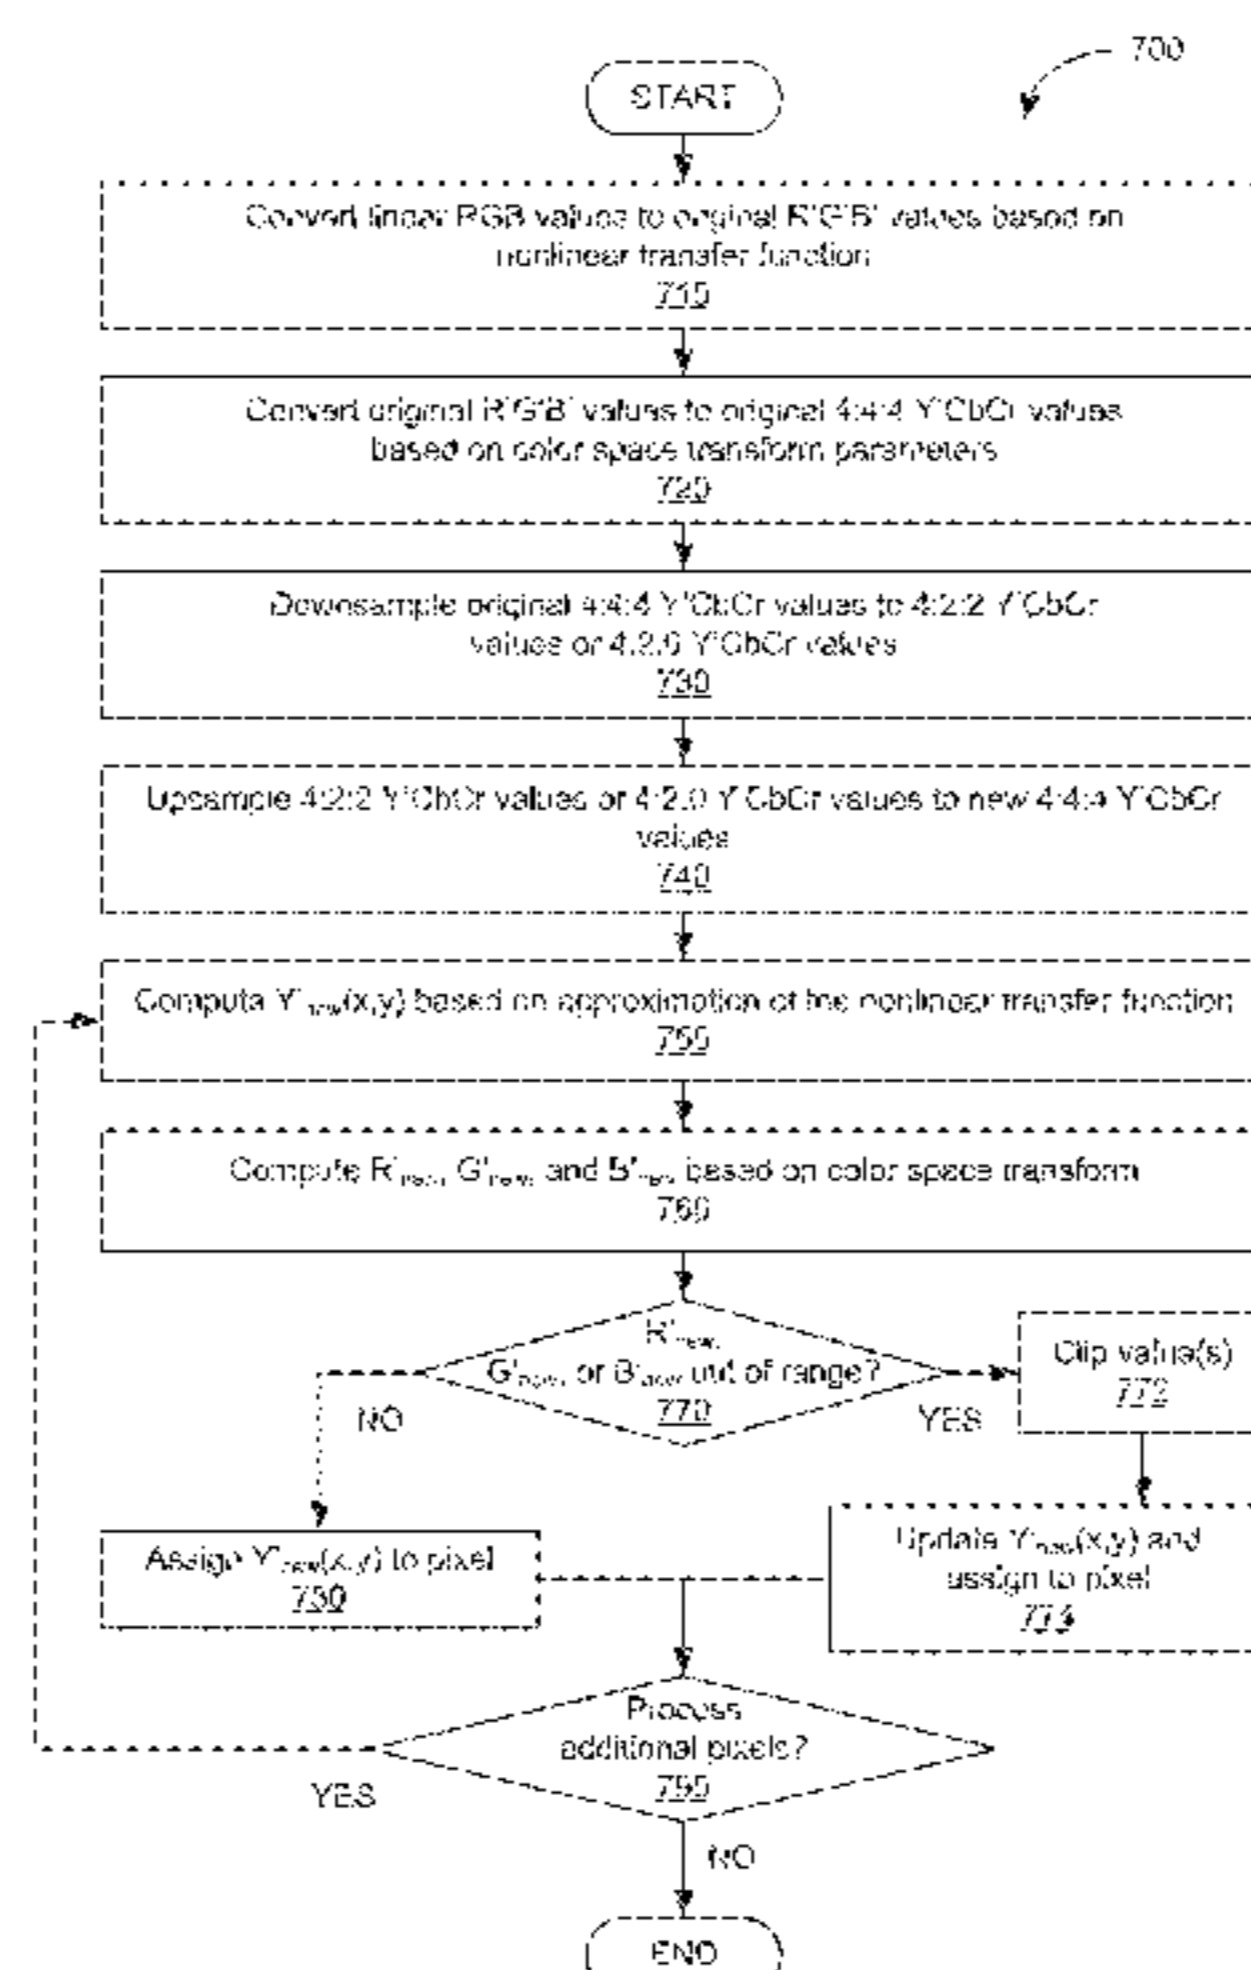 700
START
Convert linear RGB values to original R'G'B' values based on
nonlinear transfer function
715
Convert original R'G'B' values to original 4:4:4 Y'CbCr values
based on color space transform parameters
720
Downsample original 4:4:4 Y'CbCr values to 4:2:2 Y'CbCr
values or 4:2:0 Y'CbCr values
730
Upsample 4:2:2 Y'CbCr values or 4:2:0 Y'CbCr values to new 4:4:4 Y'CbCr
values
740
Compute Y'new(x,y) based on approximation of the nonlinear transfer function
Compute R'new, G'new, and B'new based on color space transform
760
R'new,
G'new, or B'new out of range?
770
NO
YES
Clip value(s)
772
Assign Y'new(x,y) to pixel
Update Y'new(x,y) and
assign to pixel
774
Process
additional pixels?
YES
NO
END